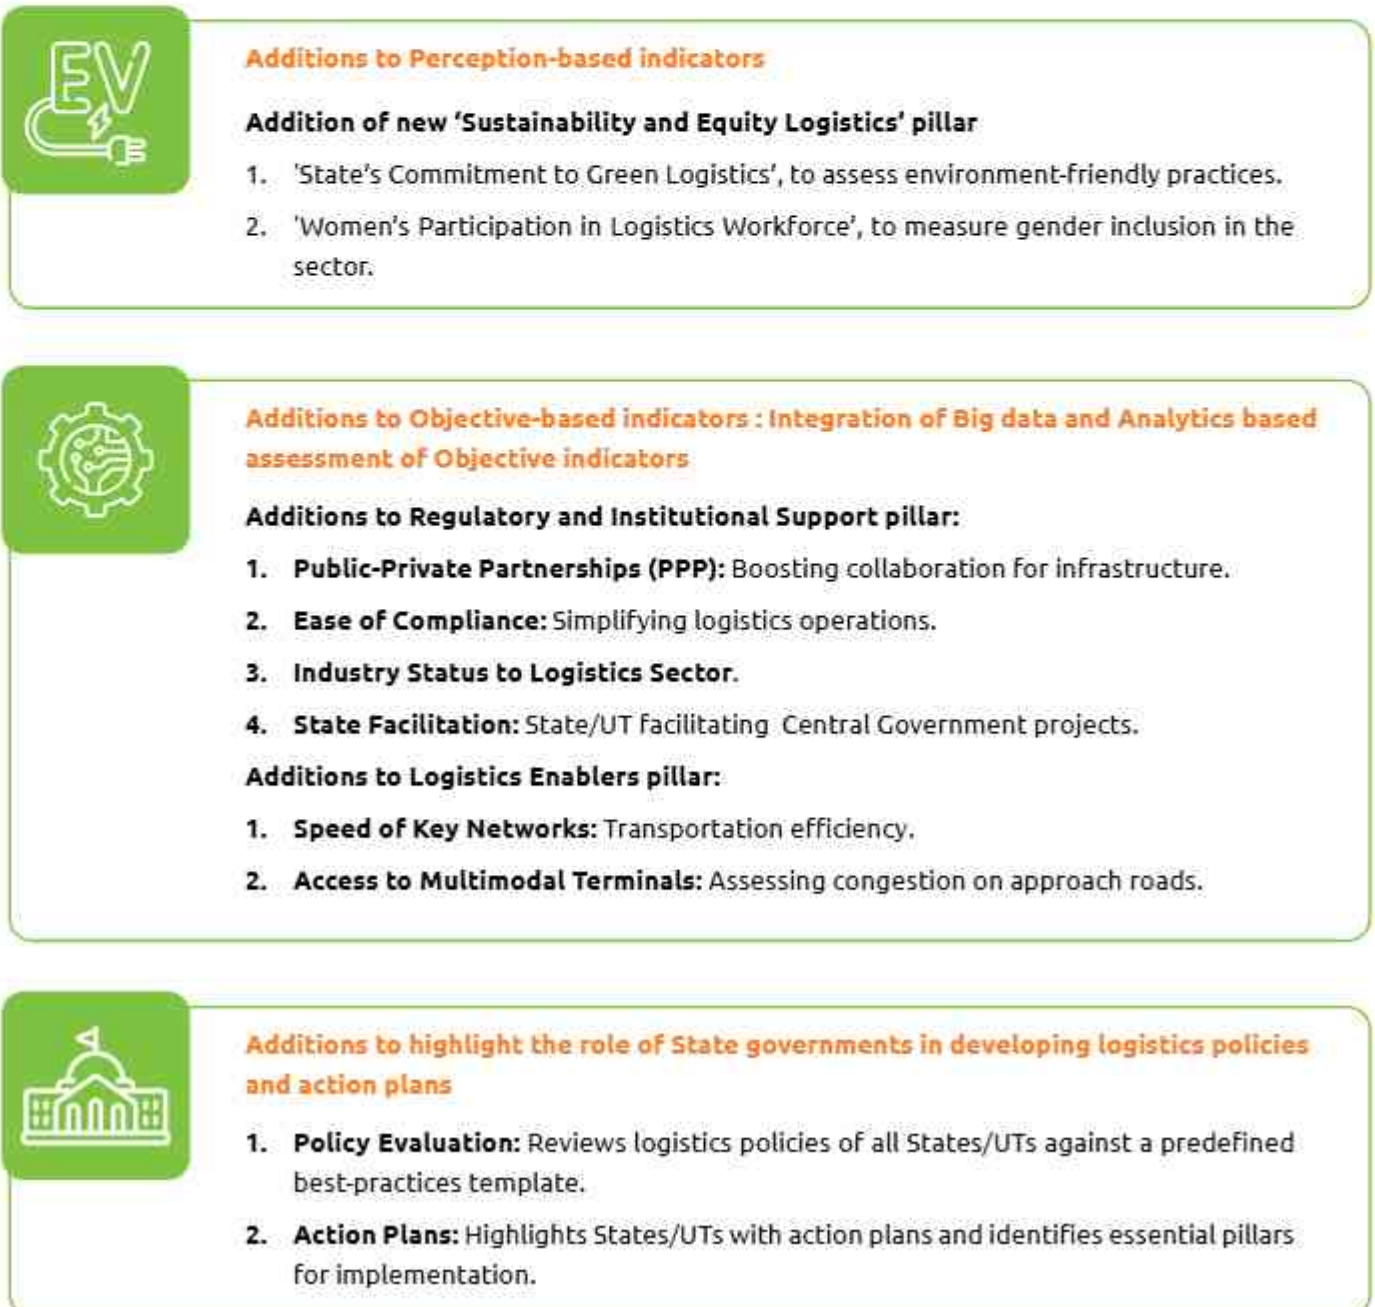 EV
Additions to Perception-based indicators
Addition of new ‘Sustainability and Equity Logistics’ pillar
1. 'State’s Commitment to Green Logistics’, to assess environment-friendly practices.
2. 'Women’s Participation in Logistics Workforce’, to measure gender inclusion in the
sector.
Additions to Objective-based indicators : Integration of Big data and Analytics based
assessment of Objective indicators
Additions to Regulatory and Institutional Support pillar:
1. Public-Private Partnerships (PPP): Boosting collaboration for infrastructure.
2. Ease of Compliance: Simplifying logistics operations.
3. Industry Status to Logistics Sector.
4. State Facilitation: State/UT facilitating Central Government projects.
Additions to Logistics Enablers pillar:
1. Speed of Key Networks: Transportation efficiency.
2. Access to Multimodal Terminals: Assessing congestion on approach roads.
Additions to highlight the role of State governments in developing logistics policies
and action plans
1. Policy Evaluation: Reviews logistics policies of all States/UTs against a predefined
best-practices template.
2. Action Plans: Highlights States/UTs with action plans and identifies essential pillars
for implementation.